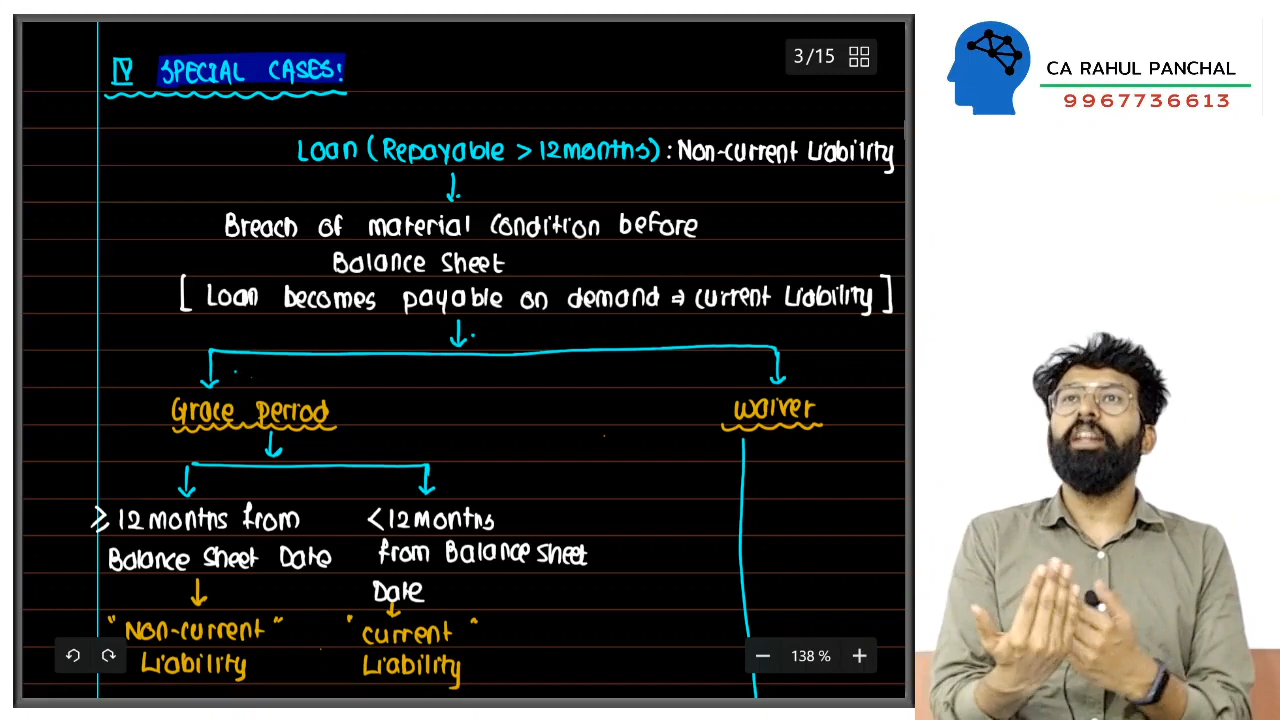 IV SPECIAL CASES!
3/15
CA RAHUL PANCHAL
9967736613
Loan (Repayable > 12 months) : Non-current Liability
Breach of material condition before
Balance Sheet
[ Loan becomes payable on demand → current Liability ]
Grace period
waiver
≥ 12 months from
Balance Sheet Date
"Non-current"
Liability
< 12 months
from Balance sheet
Date
"current"
Liability
138 %